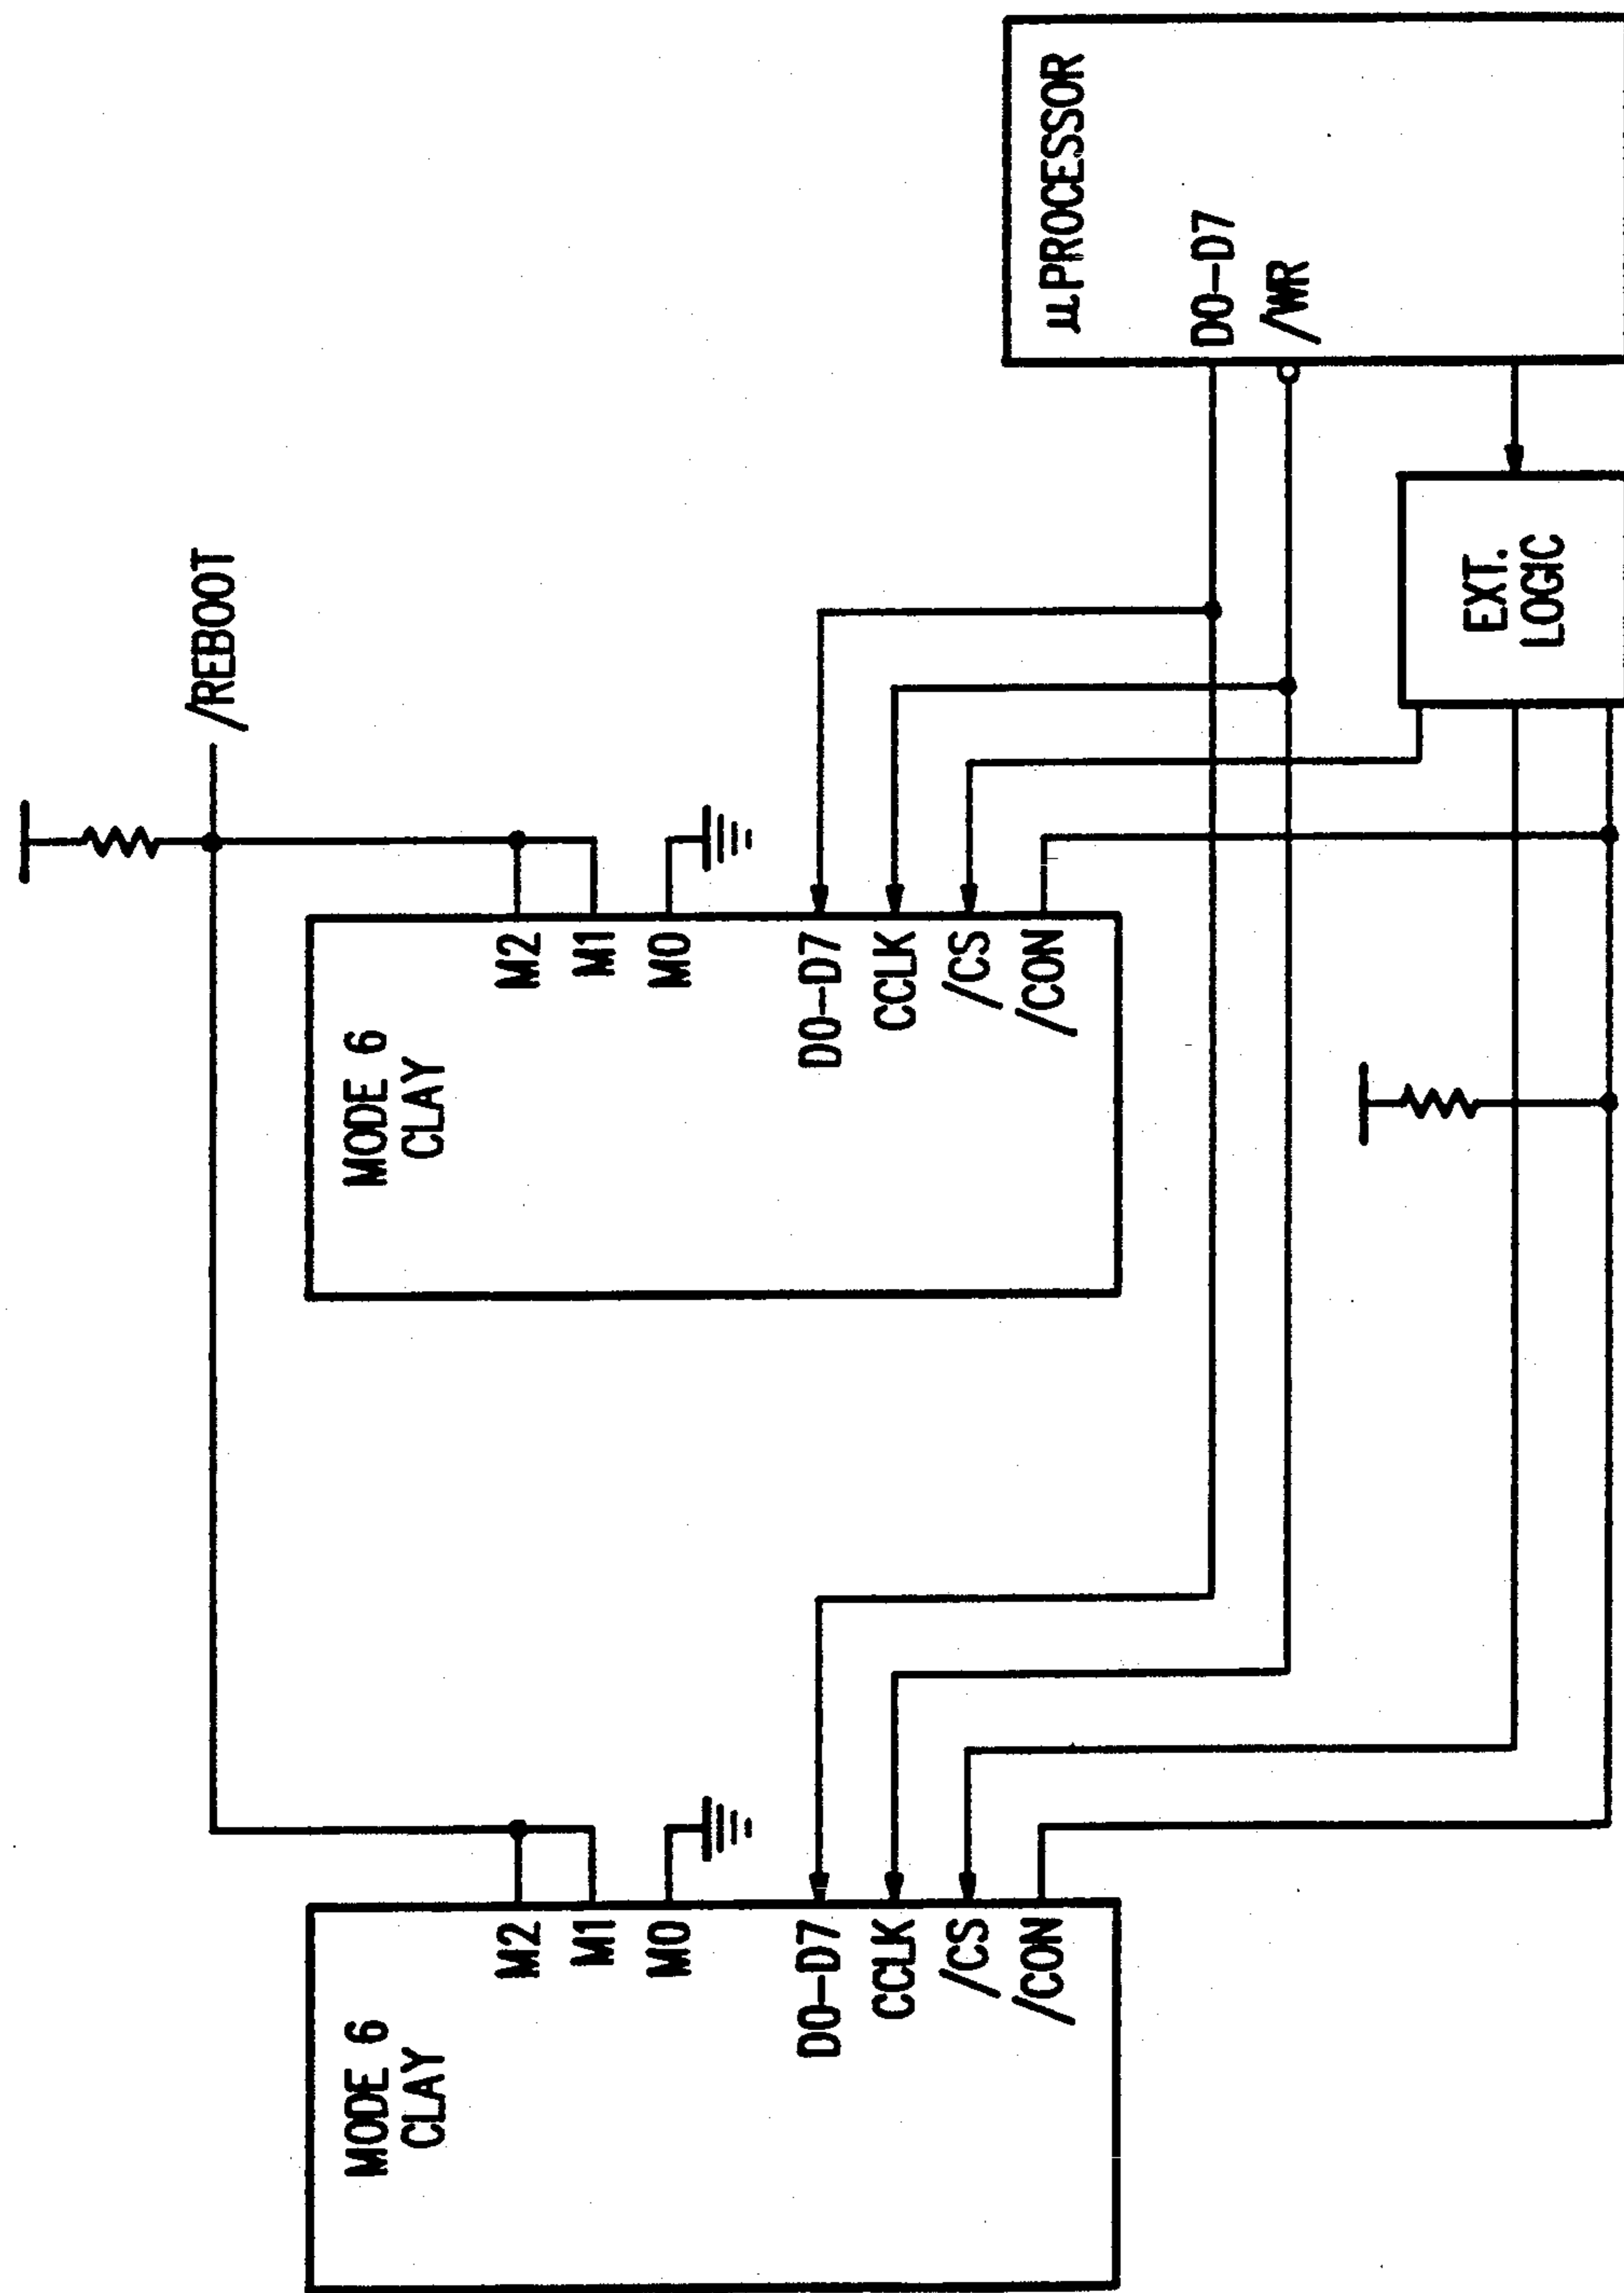 /REBOOT
MODE 6
CLAY
M2
M1
M0
D0-D7
CCLK
/CS
/CON
MODE 6
CLAY
M2
M1
M0
D0-D7
CCLK
/CS
/CON
µPROCESSOR
D0-D7
/WR
EXT.
LOGIC